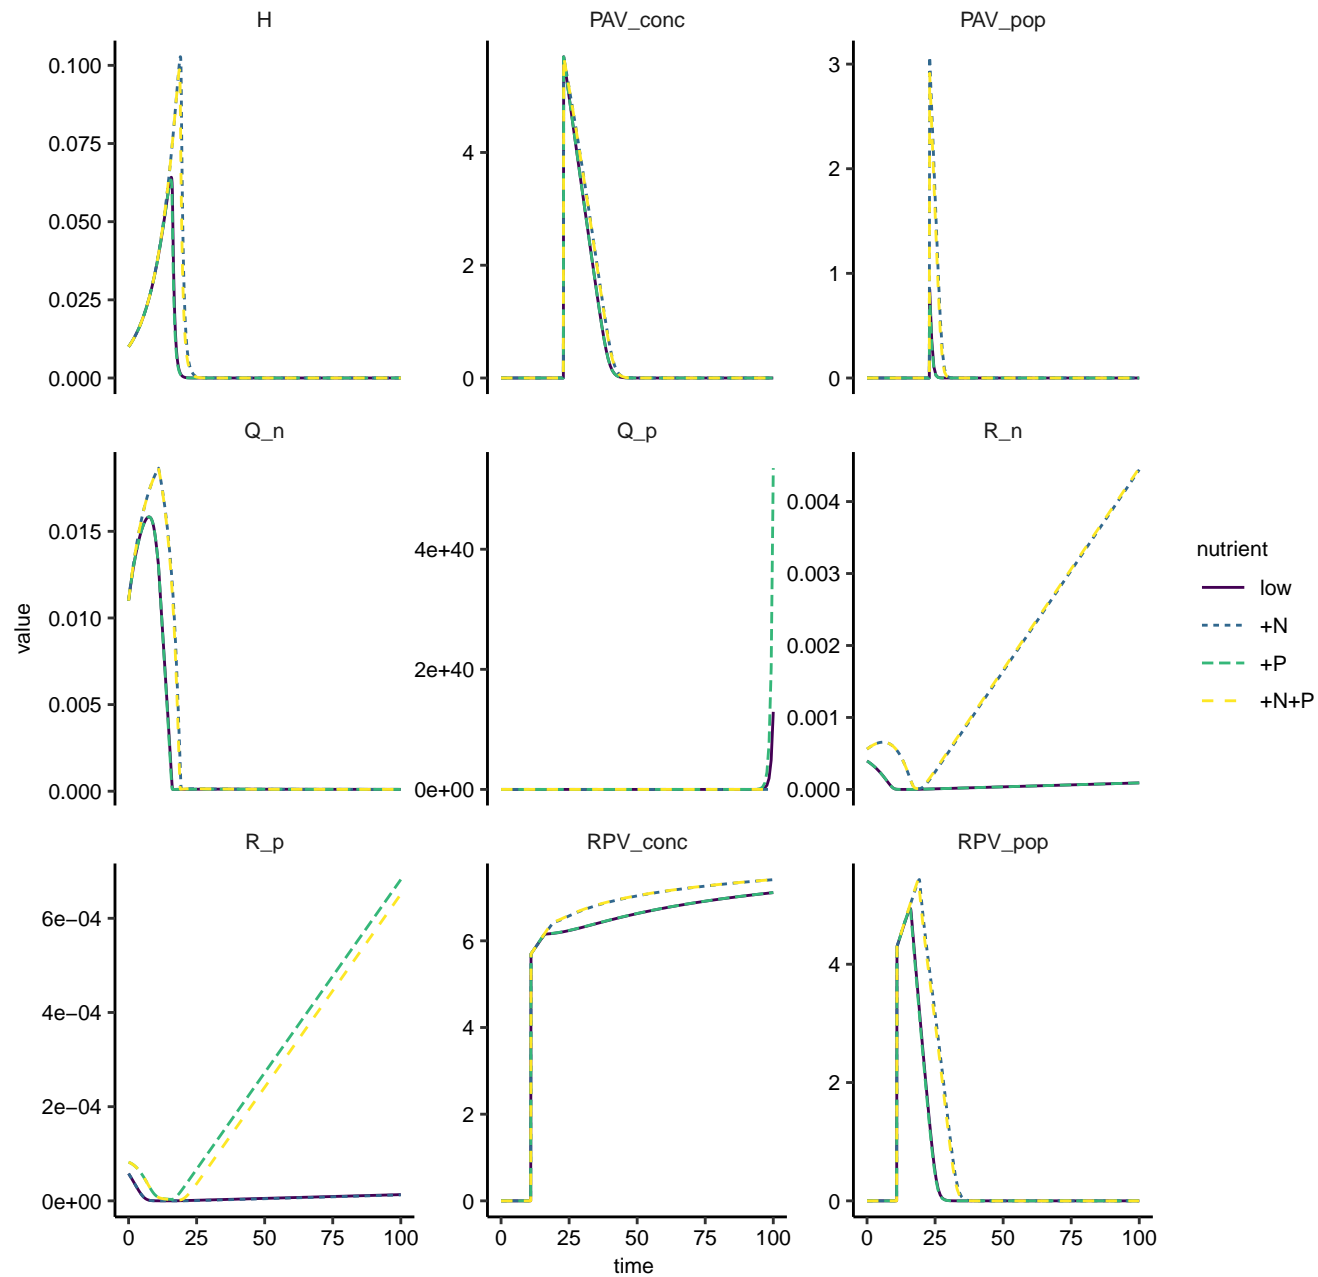 H
PAV_conc
PAV_pop
0.100
0.075
0.050
0.025
0.000
4
2
0
3
2
1
0
Q_n
Q_p
R_n
0.015
0.010
0.005
0.000
4e+40
2e+40
0e+00
0.004
0.003
0.002
0.001
0.000
value
nutrient
low
+N
+P
+N+P
R_p
RPV_conc
RPV_pop
6e−04
4e−04
2e−04
0e+00
6
4
2
0
4
2
0
0 25 50 75 100
0 25 50 75 100
0 25 50 75 100
time